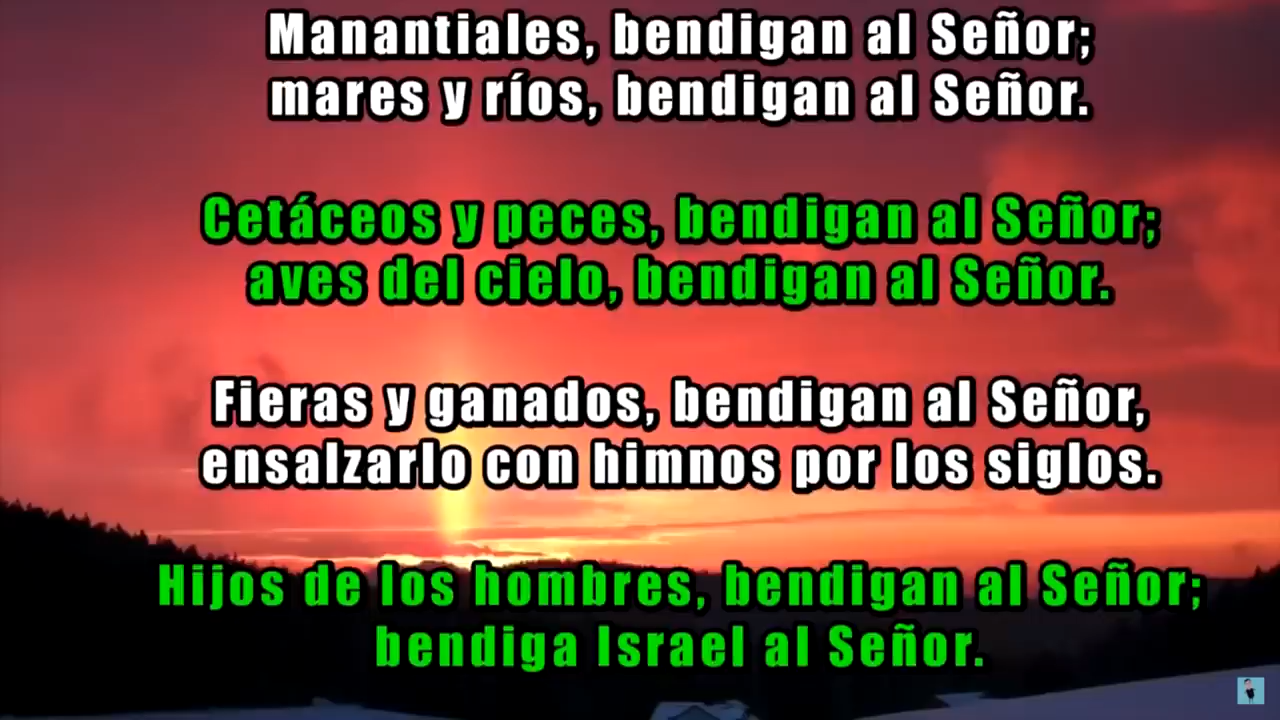 Manantiales, bendigan al Señor;
mares y ríos, bendigan al Señor.
Cetáceos y peces, bendigan al Señor;
aves del cielo, bendigan al Señor.
Fieras y ganados, bendigan al Señor,
ensalzarlo con himnos por los siglos.
Hijos de los hombres, bendigan al Señor;
bendiga Israel al Señor.